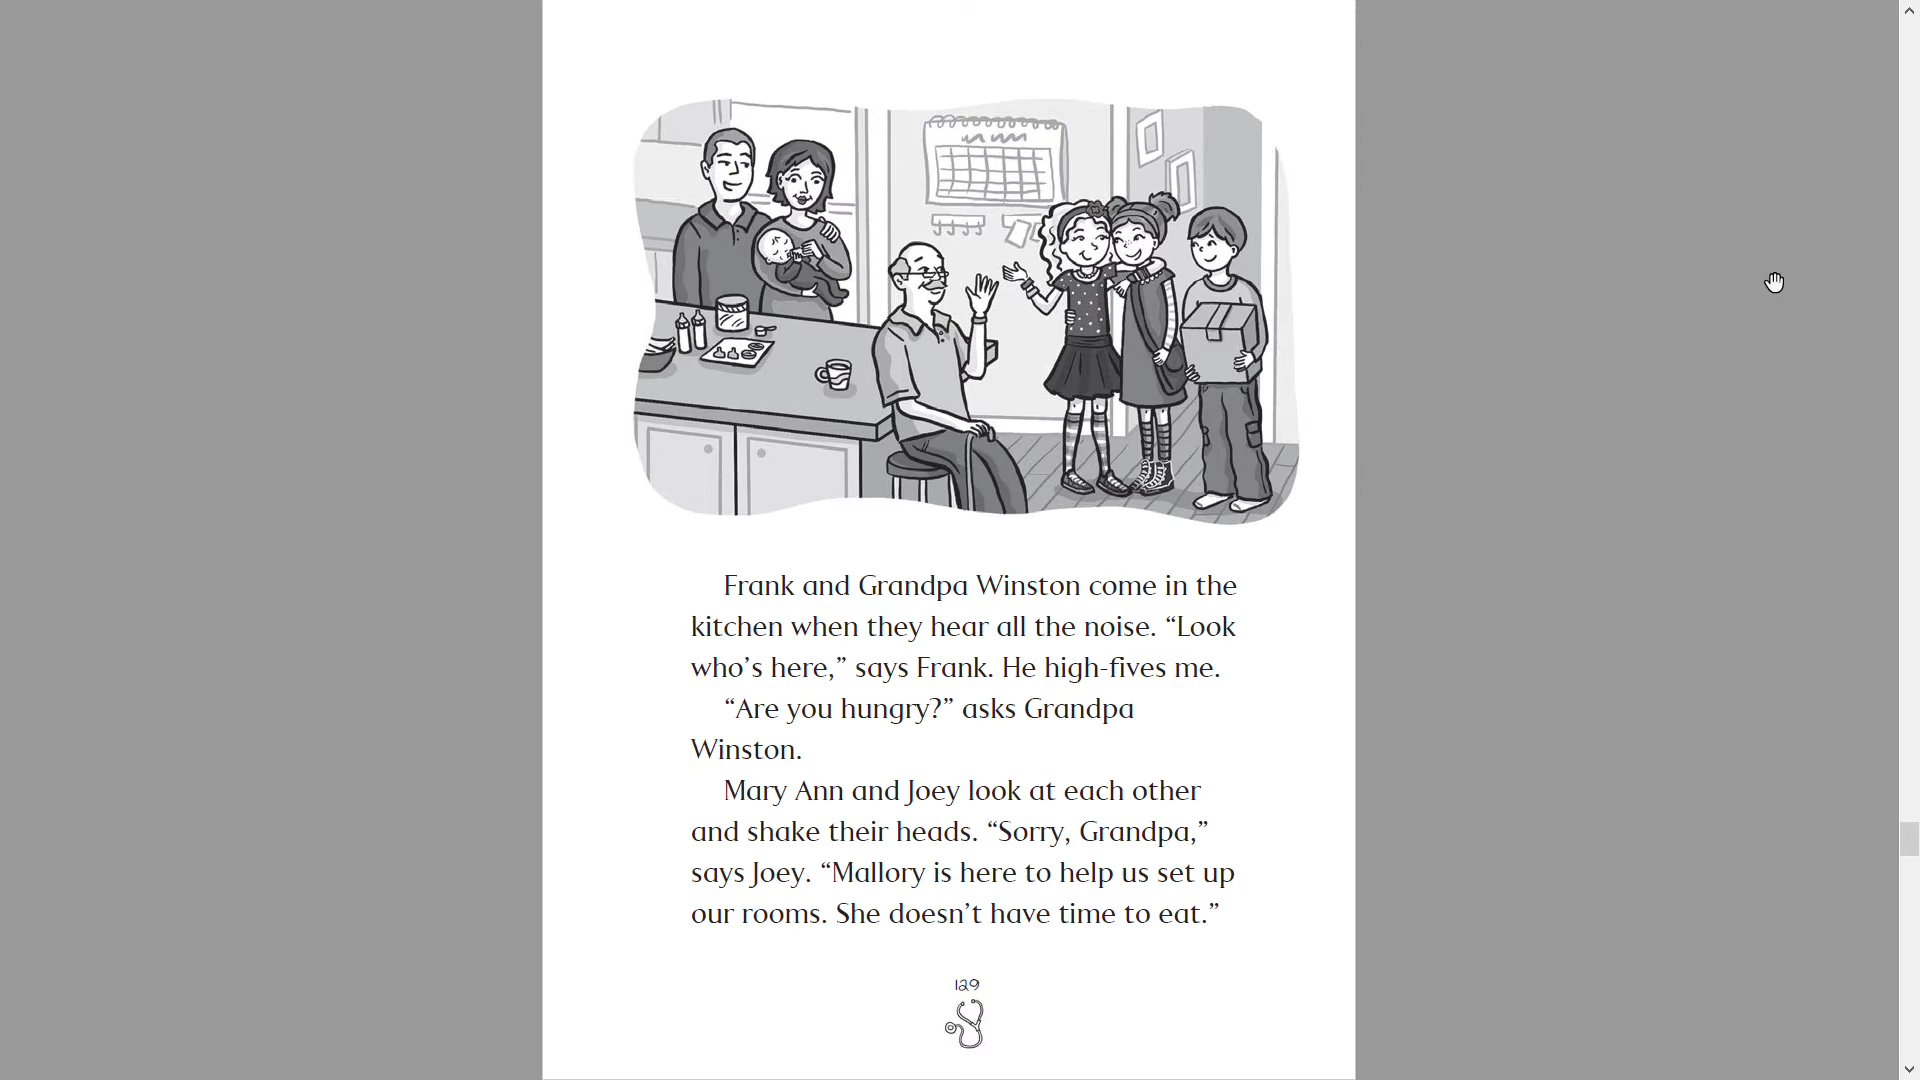 Frank and Grandpa Winston come in the
kitchen when they hear all the noise. “Look
who’s here,” says Frank. He high-fives me.
“Are you hungry?” asks Grandpa
Winston.
Mary Ann and Joey look at each other
and shake their heads. “Sorry, Grandpa,”
says Joey. “Mallory is here to help us set up
our rooms. She doesn’t have time to eat.”
129